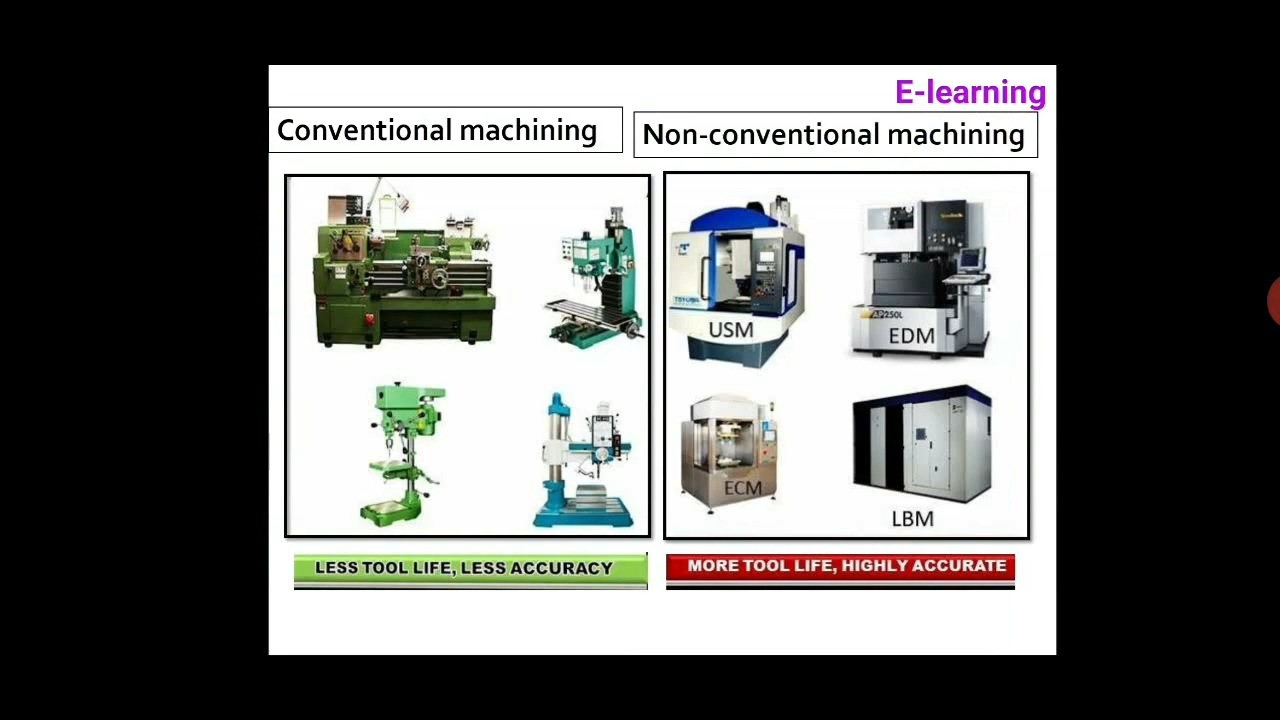 E-learning
Conventional machining
Non-conventional machining
USM
AP250L
EDM
ECM
LBM
LESS TOOL LIFE, LESS ACCURACY
MORE TOOL LIFE, HIGHLY ACCURATE